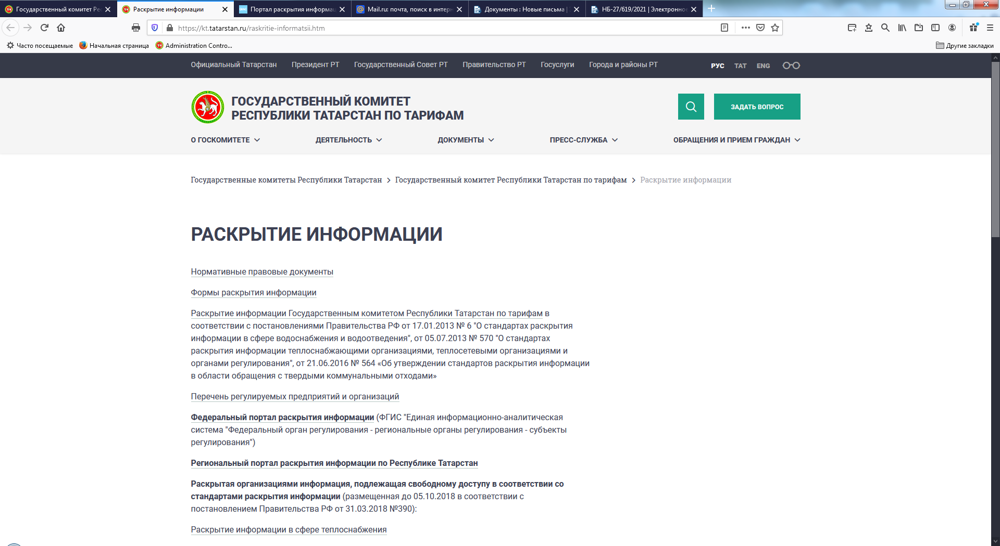 Государственный комитет Рес
Раскрытие информации
Портал раскрытия информац
Mail.ru: почта, поиск в интерн
Документы : Новые письма |
НБ-27/619/2021 | Электронное
https://kt.tatarstan.ru/raskritie-informatsii.htm
Часто посещаемые
Начальная страница
Administration Contro...
Другие закладки
Официальный Татарстан
Президент РТ
Государственный Совет РТ
Правительство РТ
Госуслуги
Города и районы РТ
РУС
ТАТ
ENG
ГОСУДАРСТВЕННЫЙ КОМИТЕТ
РЕСПУБЛИКИ ТАТАРСТАН ПО ТАРИФАМ
ЗАДАТЬ ВОПРОС
О ГОСКОМИТЕТЕ
ДЕЯТЕЛЬНОСТЬ
ДОКУМЕНТЫ
ПРЕСС-СЛУЖБА
ОБРАЩЕНИЯ И ПРИЕМ ГРАЖДАН
Государственные комитеты Республики Татарстан > Государственный комитет Республики Татарстан по тарифам > Раскрытие информации
РАСКРЫТИЕ ИНФОРМАЦИИ
Нормативные правовые документы
Формы раскрытия информации
Раскрытие информации Государственным комитетом Республики Татарстан по тарифам в
соответствии с постановлениями Правительства РФ от 17.01.2013 № 6 "О стандартах раскрытия
информации в сфере водоснабжения и водоотведения", от 05.07.2013 № 570 "О стандартах
раскрытия информации теплоснабжающими организациями, теплосетевыми организациями и
органами регулирования", от 21.06.2016 № 564 «Об утверждении стандартов раскрытия информации
в области обращения с твердыми коммунальными отходами»
Перечень регулируемых предприятий и организаций
Федеральный портал раскрытия информации (ФГИС "Единая информационно-аналитическая
система "Федеральный орган регулирования - региональные органы регулирования - субъекты
регулирования")
Региональный портал раскрытия информации по Республике Татарстан
Раскрытая организациями информация, подлежащая свободному доступу в соответствии со
стандартами раскрытия информации (размещенная до 05.10.2018 в соответствии с
постановлением Правительства РФ от 31.03.2018 №390):
Раскрытие информации в сфере теплоснабжения